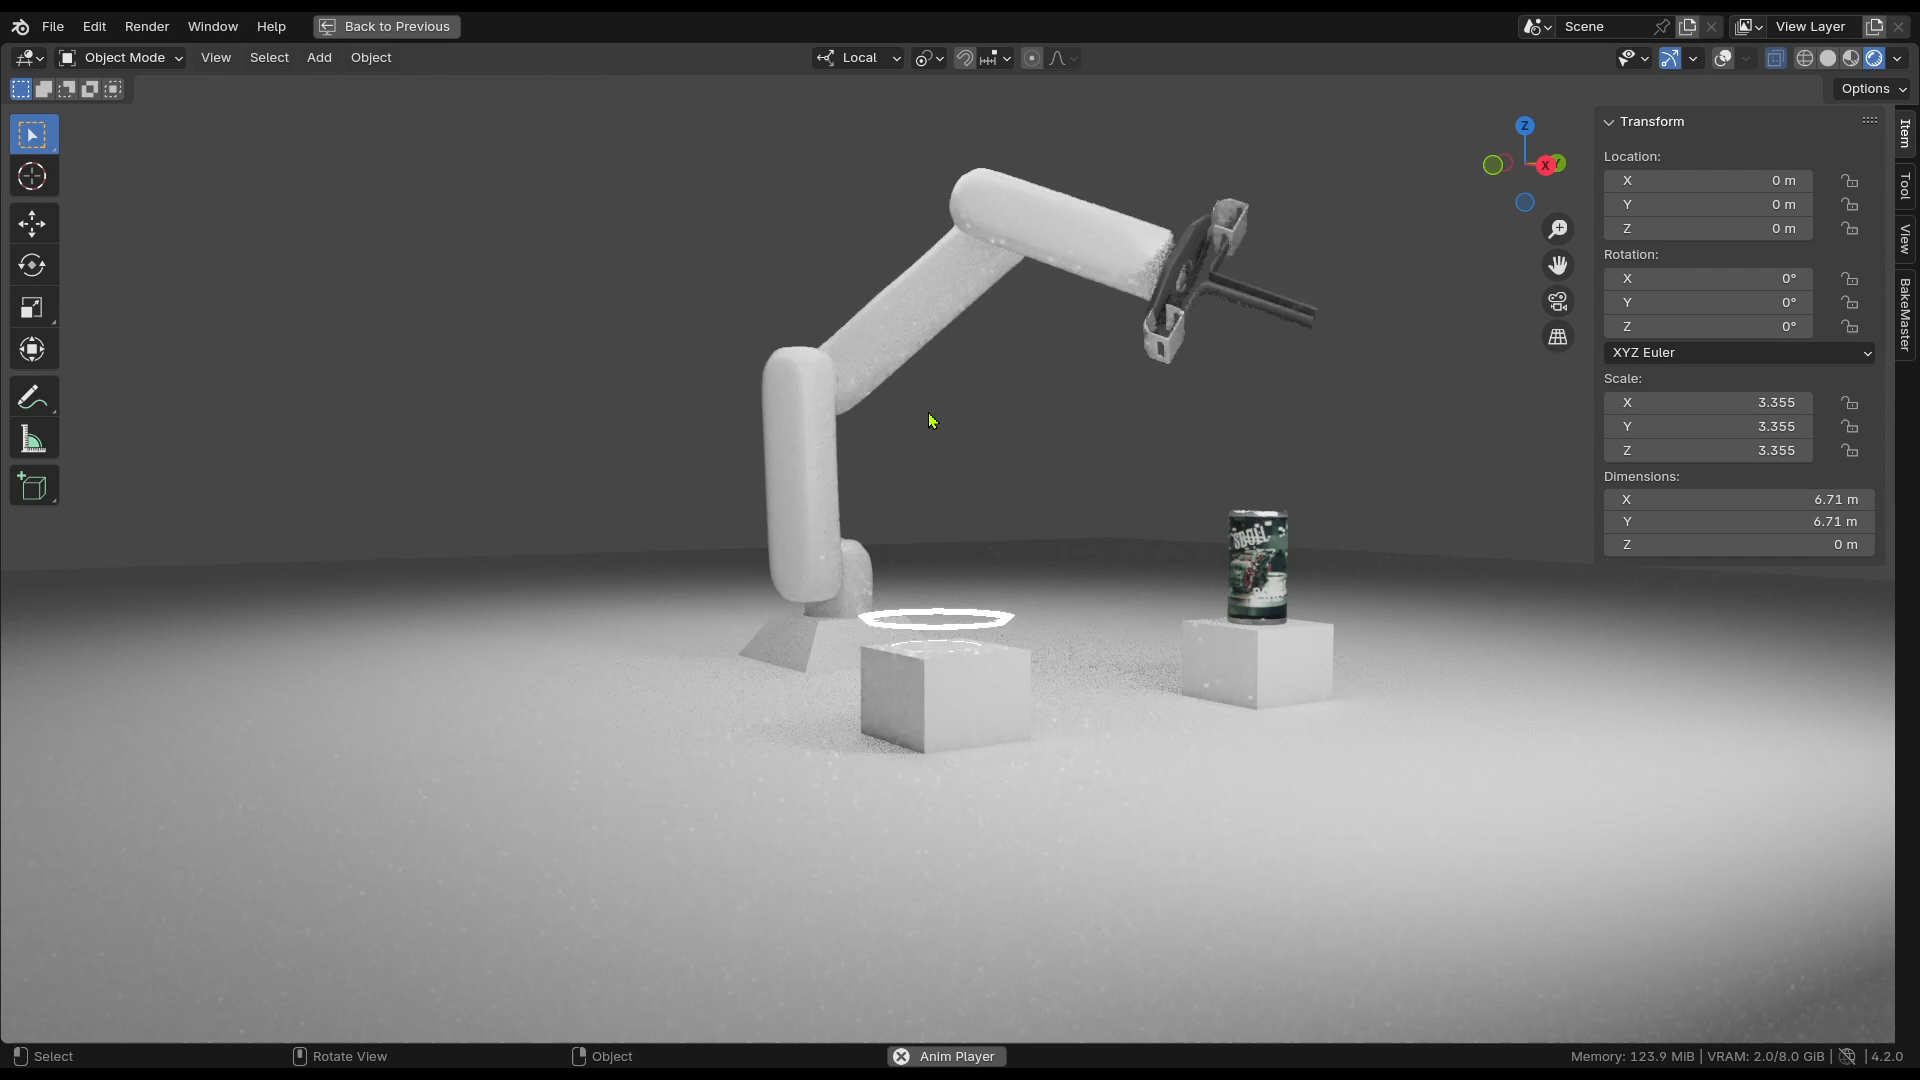 File Edit Render Window Help Back to Previous Scene View Layer
Object Mode View Select Add Object Local
Options
Transform
Location:
X 0 m
Y 0 m
Z 0 m
Rotation:
X 0°
Y 0°
Z 0°
XYZ Euler
Scale:
X 3.355
Y 3.355
Z 3.355
Dimensions:
X 6.71 m
Y 6.71 m
Z 0 m
Item
Tool
View
BakeMaster
Z
X
Y
Select Rotate View Object Anim Player Memory: 123.9 MiB | VRAM: 2.0/8.0 GiB | 4.2.0